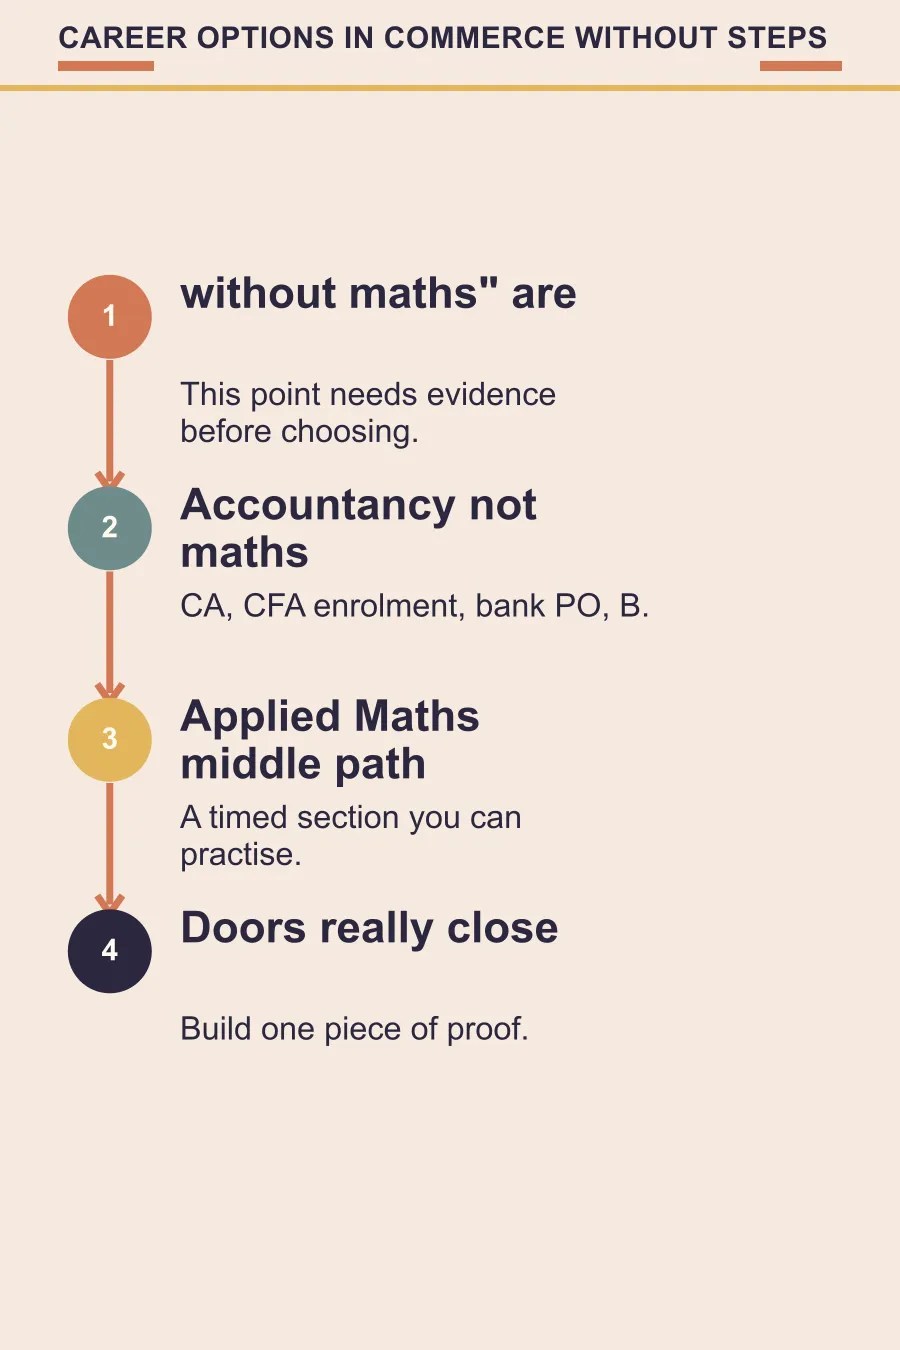 CAREER OPTIONS IN COMMERCE WITHOUT STEPS
1
without maths" are
This point needs evidence
before choosing.
2
Accountancy not
maths
CA, CFA enrolment, bank PO, B.
3
Applied Maths
middle path
A timed section you can
practise.
4
Doors really close
Build one piece of proof.